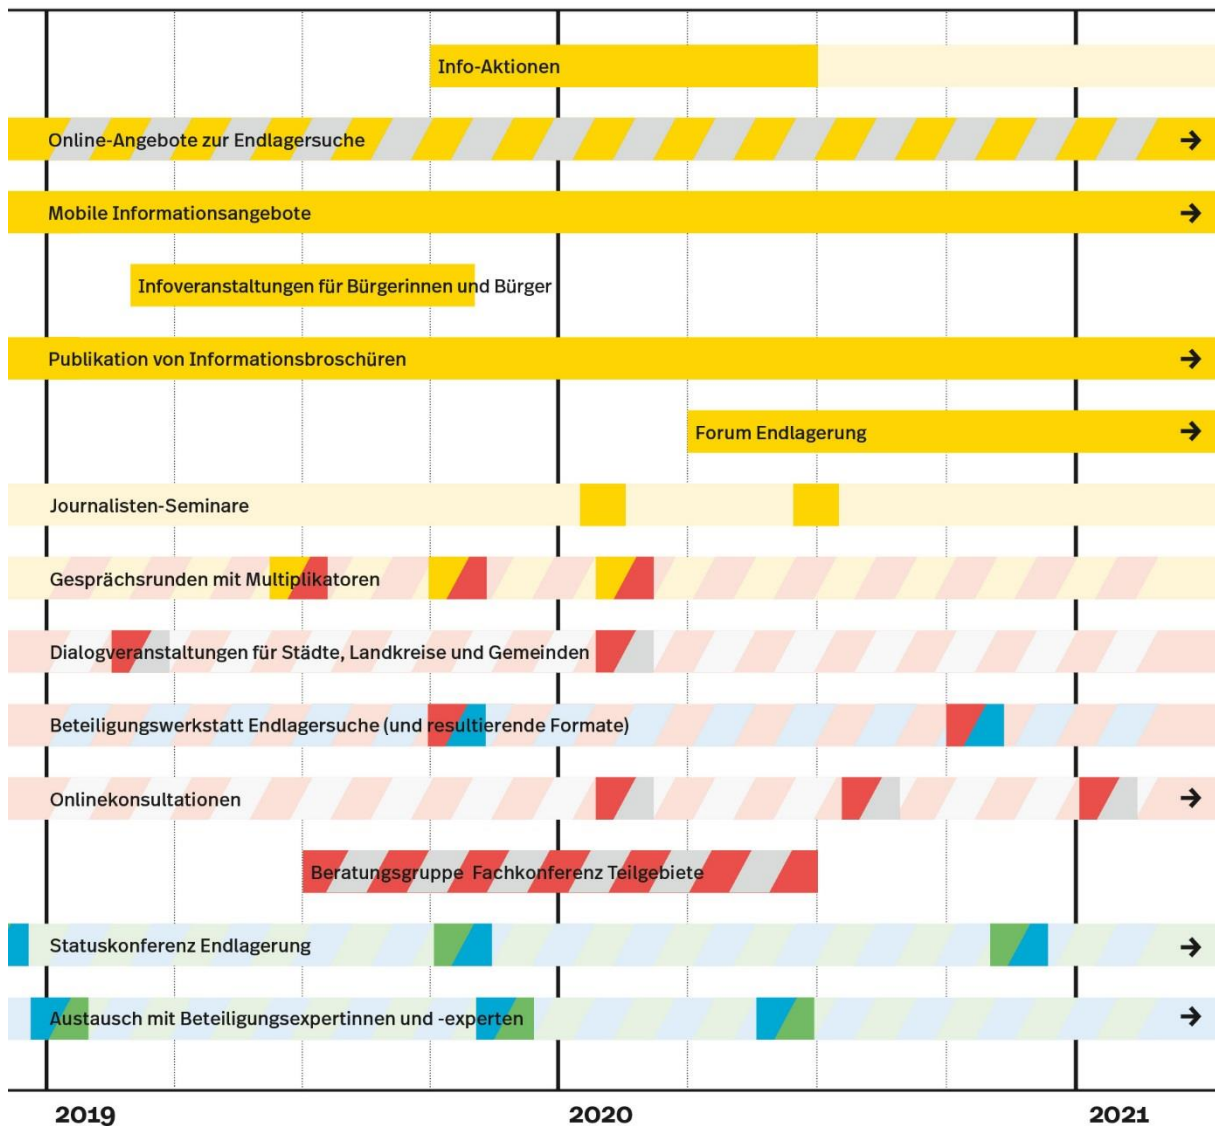 Info-Aktionen
Online-Angebote zur Endlagersuche
Mobile Informationsangebote
Infoveranstaltungen für Bürgerinnen und Bürger
Publikation von Informationsbroschüren
Forum Endlagerung
Journalisten-Seminare
Gesprächsrunden mit Multiplikatoren
Dialogveranstaltungen für Städte, Landkreise und Gemeinden
Beteiligungswerkstatt Endlagersuche (und resultierende Formate)
Onlinekonsultationen
Beratungsgruppe Fachkonferenz Teilgebiete
Statuskonferenz Endlagerung
Austausch mit Beteiligungsexpertinnen und -experten
2019 2020 2021